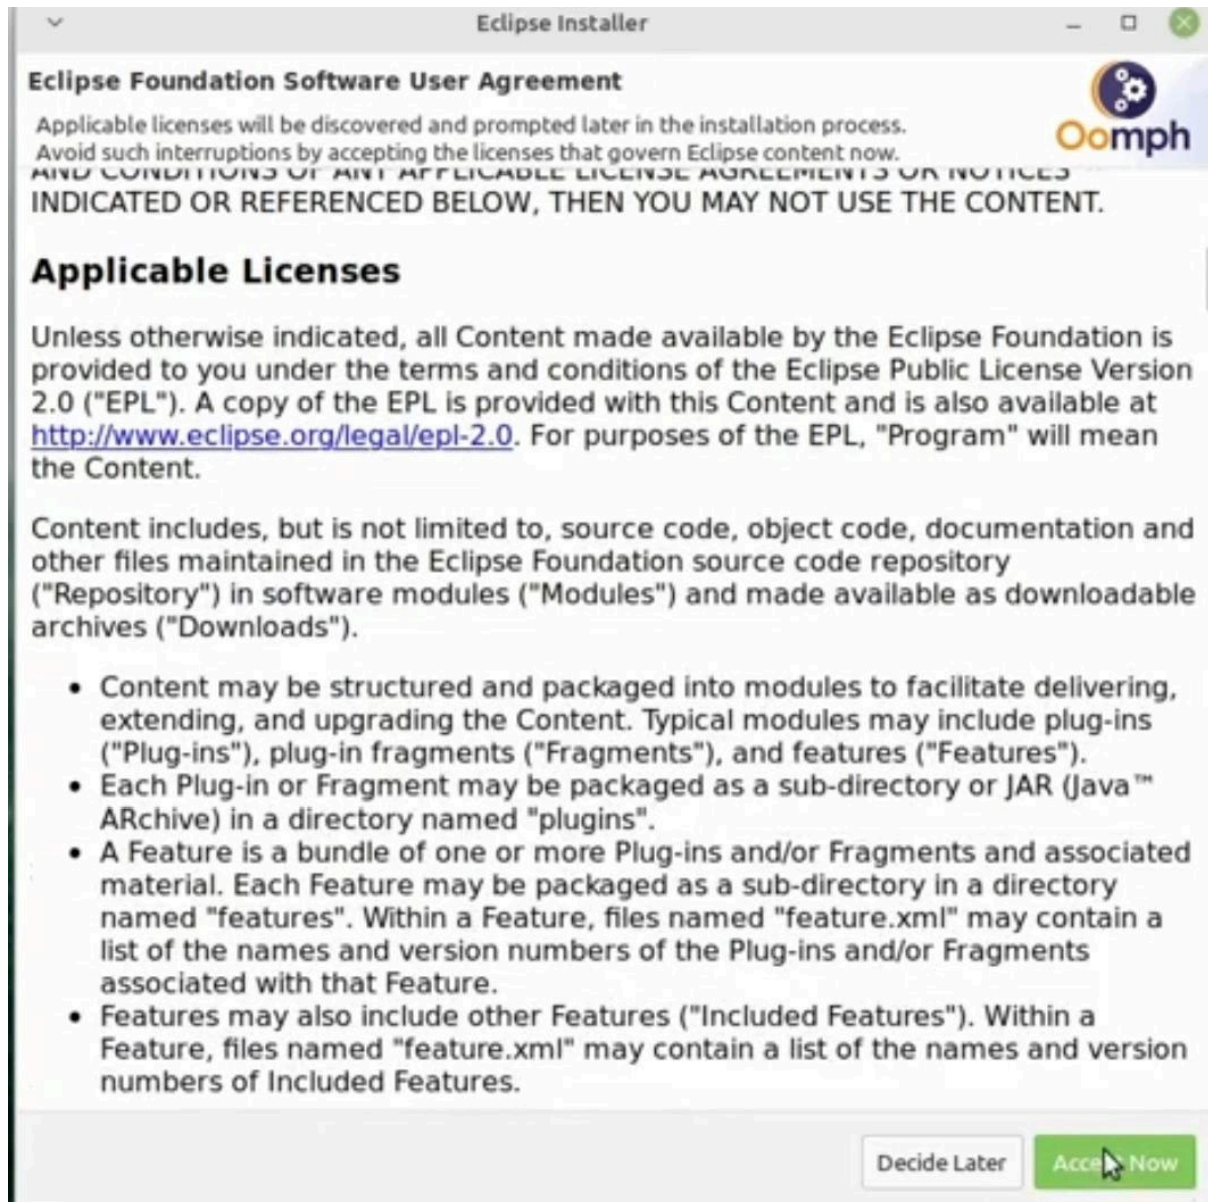 Eclipse Installer
Eclipse Foundation Software User Agreement
Oomph
Applicable licenses will be discovered and prompted later in the installation process.
Avoid such interruptions by accepting the licenses that govern Eclipse content now.
AND CONDITIONS OF ANY APPLICABLE LICENSE AGREEMENTS OR NOTICES
INDICATED OR REFERENCED BELOW, THEN YOU MAY NOT USE THE CONTENT.
Applicable Licenses
Unless otherwise indicated, all Content made available by the Eclipse Foundation is
provided to you under the terms and conditions of the Eclipse Public License Version
2.0 ("EPL"). A copy of the EPL is provided with this Content and is also available at
http://www.eclipse.org/legal/epl-2.0. For purposes of the EPL, "Program" will mean
the Content.
Content includes, but is not limited to, source code, object code, documentation and
other files maintained in the Eclipse Foundation source code repository
("Repository") in software modules ("Modules") and made available as downloadable
archives ("Downloads").
• Content may be structured and packaged into modules to facilitate delivering,
extending, and upgrading the Content. Typical modules may include plug-ins
("Plug-ins"), plug-in fragments ("Fragments"), and features ("Features").
• Each Plug-in or Fragment may be packaged as a sub-directory or JAR (Java™
ARchive) in a directory named "plugins".
• A Feature is a bundle of one or more Plug-ins and/or Fragments and associated
material. Each Feature may be packaged as a sub-directory in a directory
named "features". Within a Feature, files named "feature.xml" may contain a
list of the names and version numbers of the Plug-ins and/or Fragments
associated with that Feature.
• Features may also include other Features ("Included Features"). Within a
Feature, files named "feature.xml" may contain a list of the names and version
numbers of Included Features.
Decide Later
Accept Now